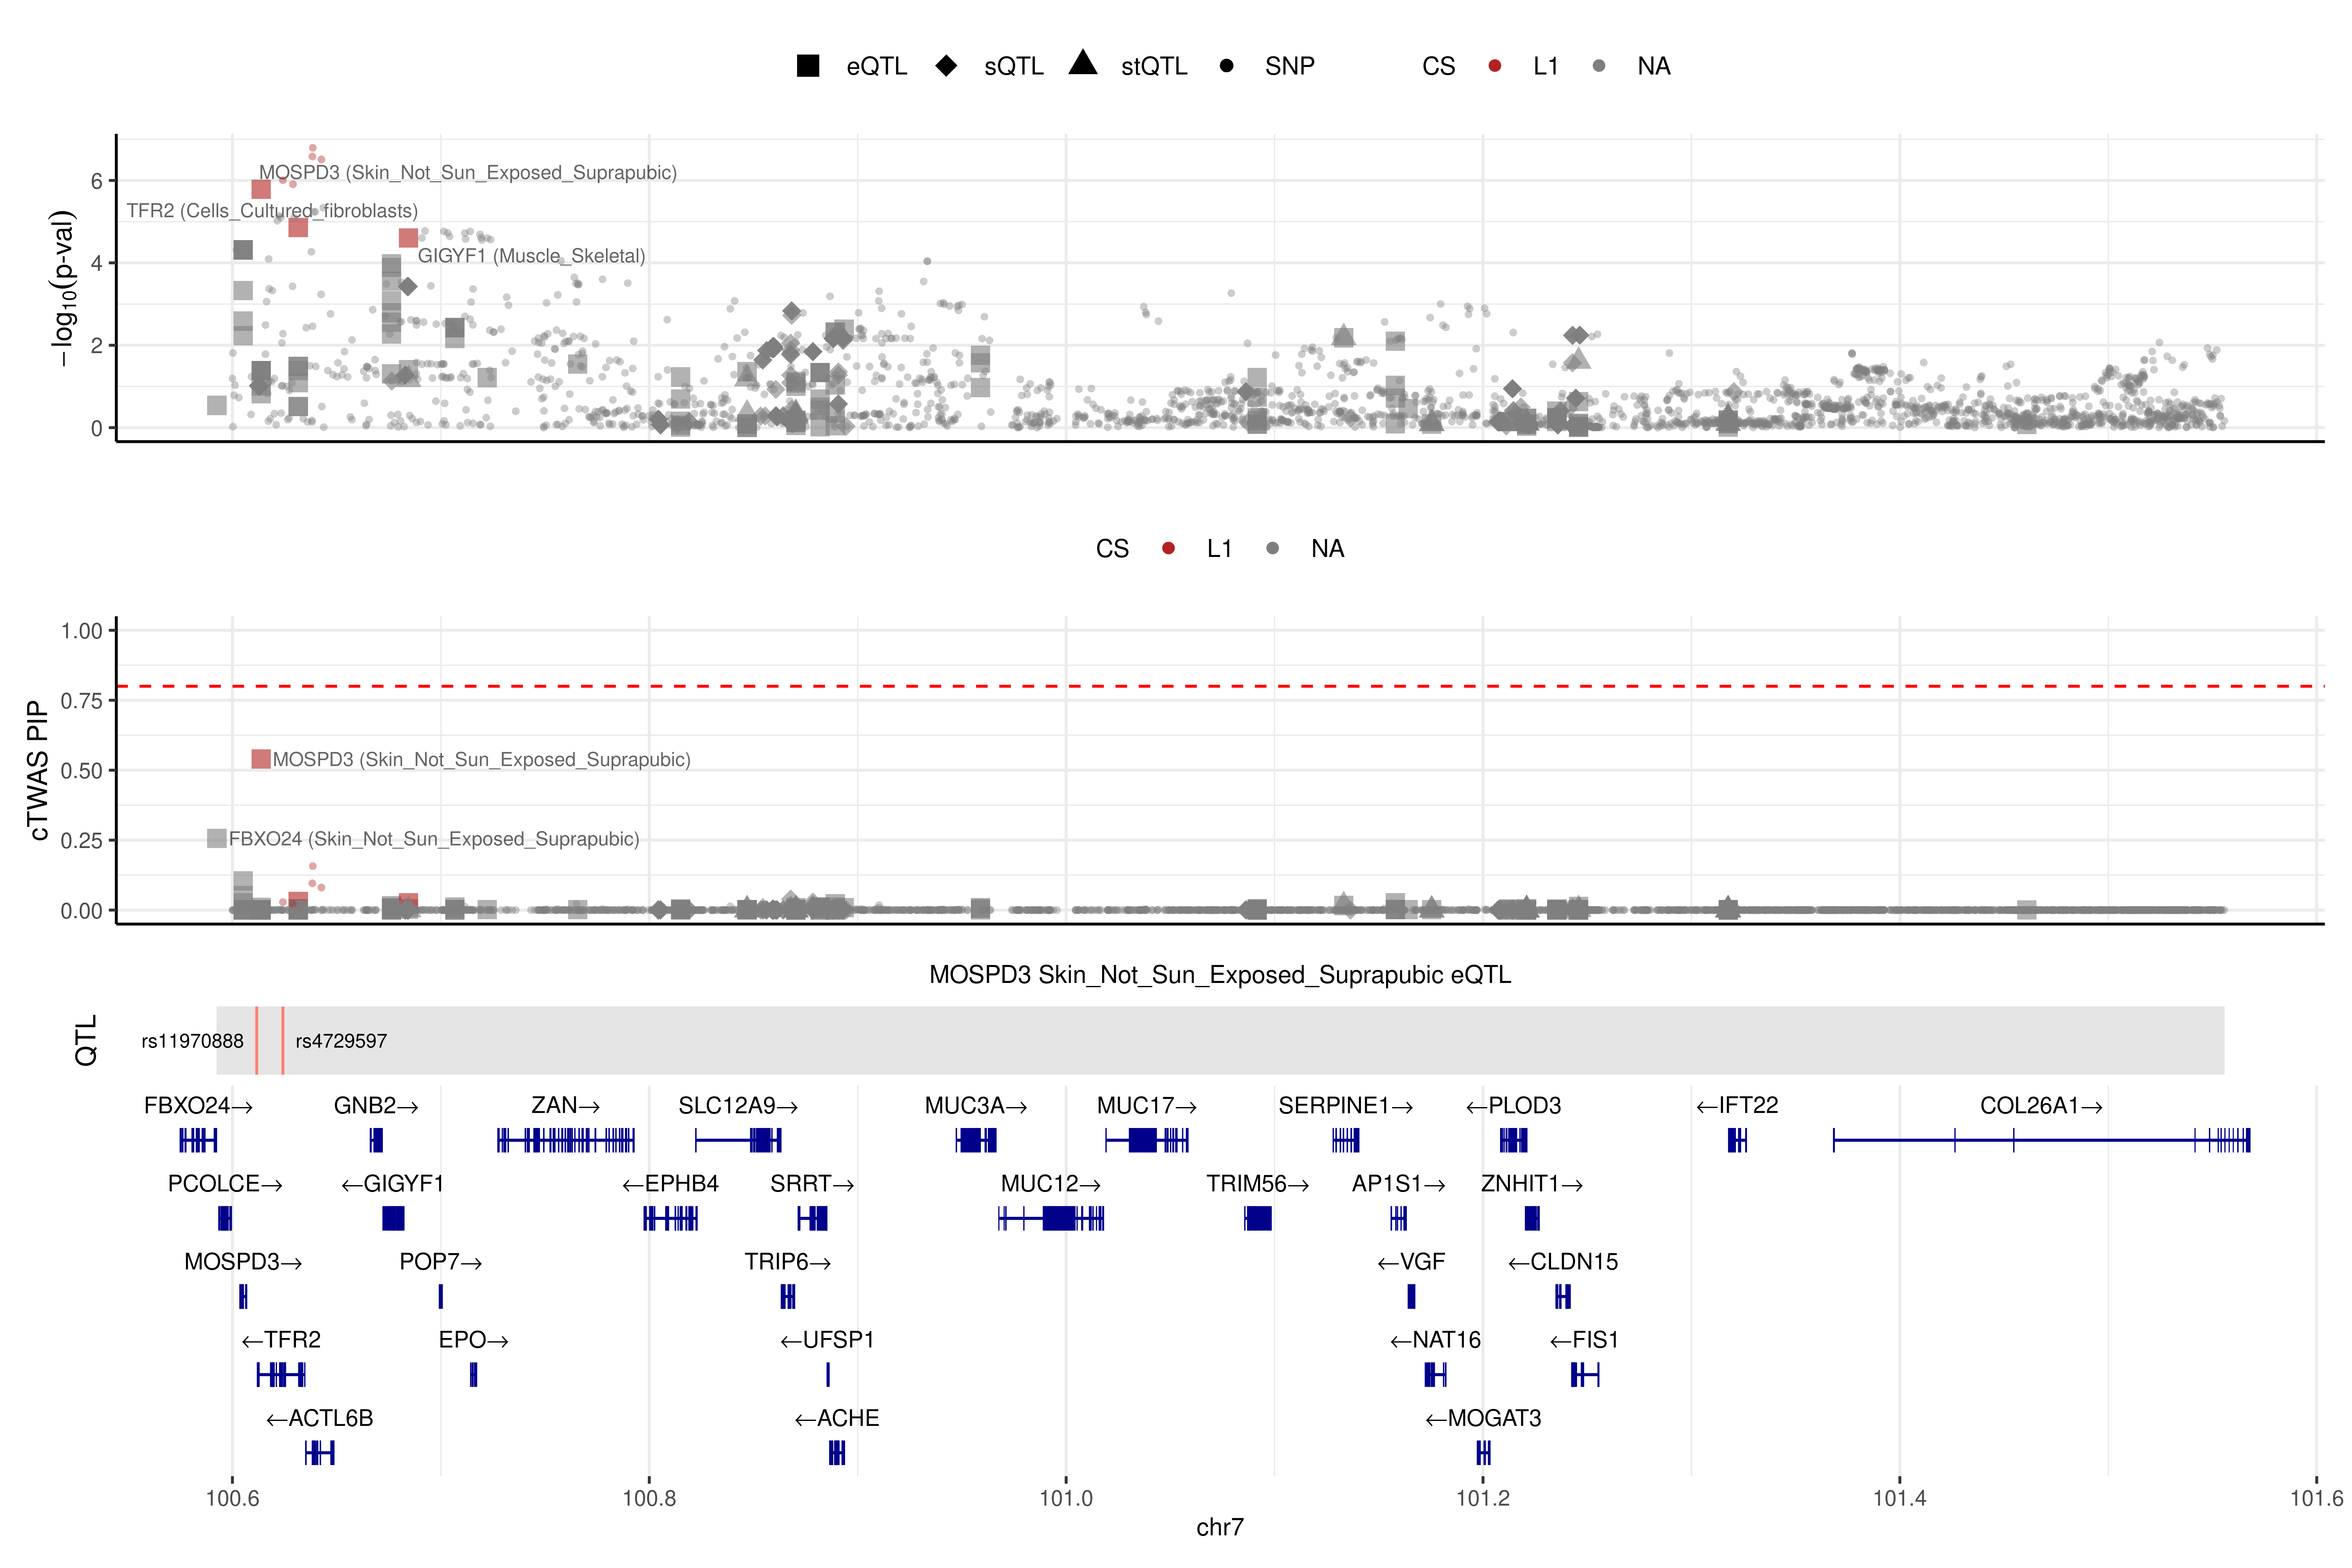 eQTL sQTL stQTL SNP CS L1 NA
−log10(p-val)
6
4
2
0
MOSPD3 (Skin_Not_Sun_Exposed_Suprapubic)
TFR2 (Cells_Cultured_fibroblasts)
GIGYF1 (Muscle_Skeletal)
CS L1 NA
cTWAS PIP
1.00
0.75
0.50
0.25
0.00
MOSPD3 (Skin_Not_Sun_Exposed_Suprapubic)
FBXO24 (Skin_Not_Sun_Exposed_Suprapubic)
MOSPD3 Skin_Not_Sun_Exposed_Suprapubic eQTL
QTL
rs11970888 rs4729597
FBXO24→ GNB2→ ZAN→ SLC12A9→ MUC3A→ MUC17→ SERPINE1→ ←PLOD3 ←IFT22 COL26A1→
PCOLCE→ ←GIGYF1 ←EPHB4 SRRT→ MUC12→ TRIM56→ AP1S1→ ZNHIT1→
MOSPD3→ POP7→ TRIP6→ ←VGF ←CLDN15
←TFR2 EPO→ ←UFSP1 ←NAT16 ←FIS1
←ACTL6B ←ACHE ←MOGAT3
100.6 100.8 101.0 101.2 101.4 101.6
chr7